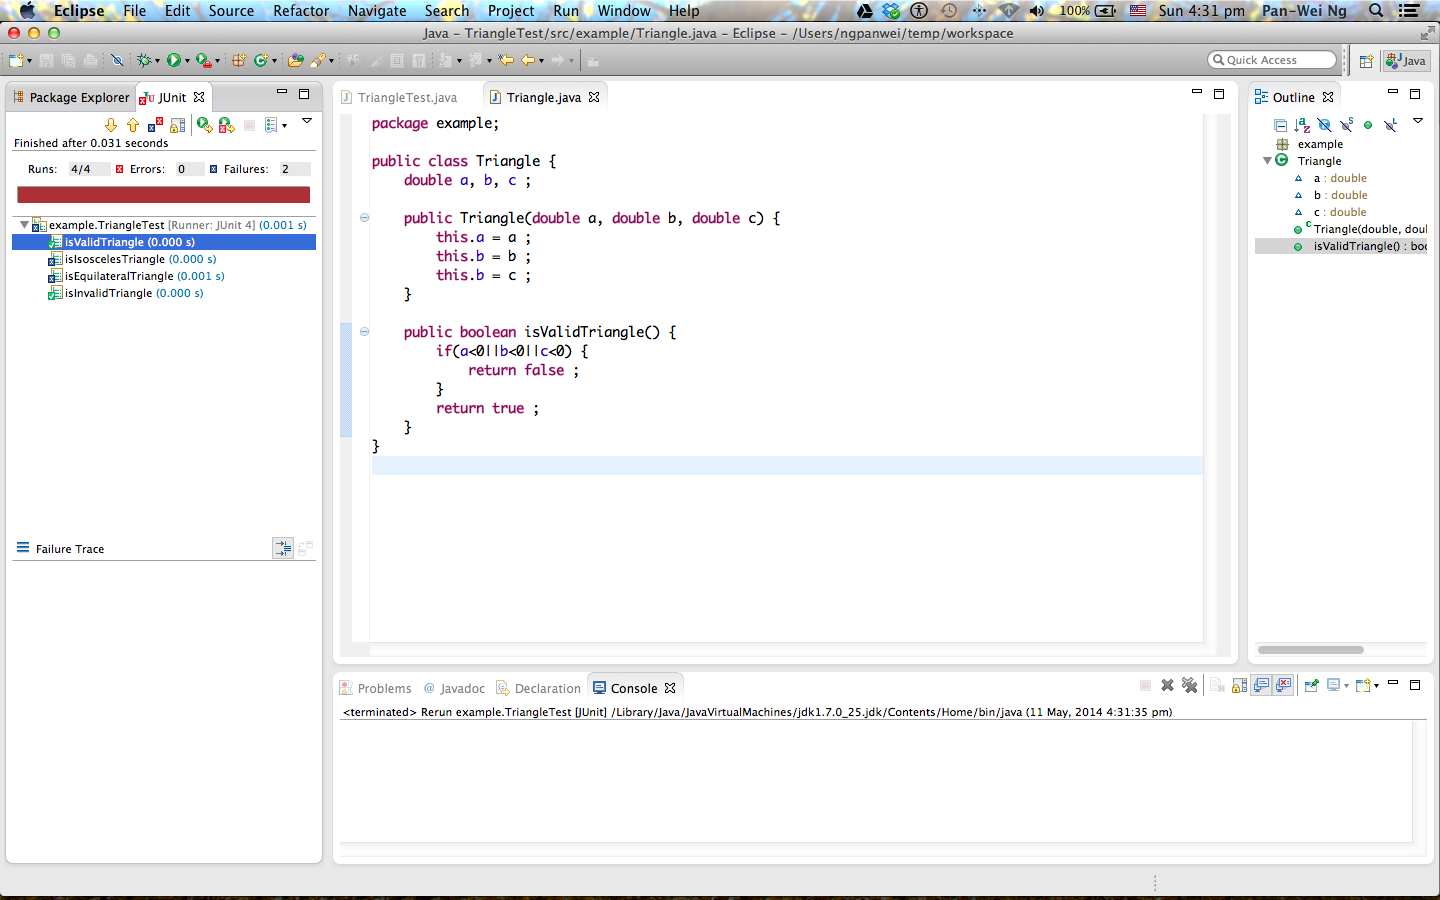 Eclipse File Edit Source Refactor Navigate Search Project Run Window Help 100% Sun 4:31 pm Pan-Wei Ng
Java – TriangleTest/src/example/Triangle.java – Eclipse – /Users/ngpanwei/temp/workspace
Quick Access Java
Package Explorer JUnit
Finished after 0.031 seconds
Runs: 4/4 Errors: 0 Failures: 2
example.TriangleTest [Runner: JUnit 4] (0.001 s)
isValidTriangle (0.000 s)
isIsoscelesTriangle (0.000 s)
isEquilateralTriangle (0.001 s)
isInvalidTriangle (0.000 s)
Failure Trace
TriangleTest.java Triangle.java
package example;
public class Triangle {
double a, b, c ;
public Triangle(double a, double b, double c) {
this.a = a ;
this.b = b ;
this.b = c ;
}
public boolean isValidTriangle() {
if(a<0||b<0||c<0) {
return false ;
}
return true ;
}
}
Outline
example
Triangle
a : double
b : double
c : double
Triangle(double, doul
isValidTriangle() : boo
Problems @ Javadoc Declaration Console
<terminated> Rerun example.TriangleTest [JUnit] /Library/Java/JavaVirtualMachines/jdk1.7.0_25.jdk/Contents/Home/bin/java (11 May, 2014 4:31:35 pm)